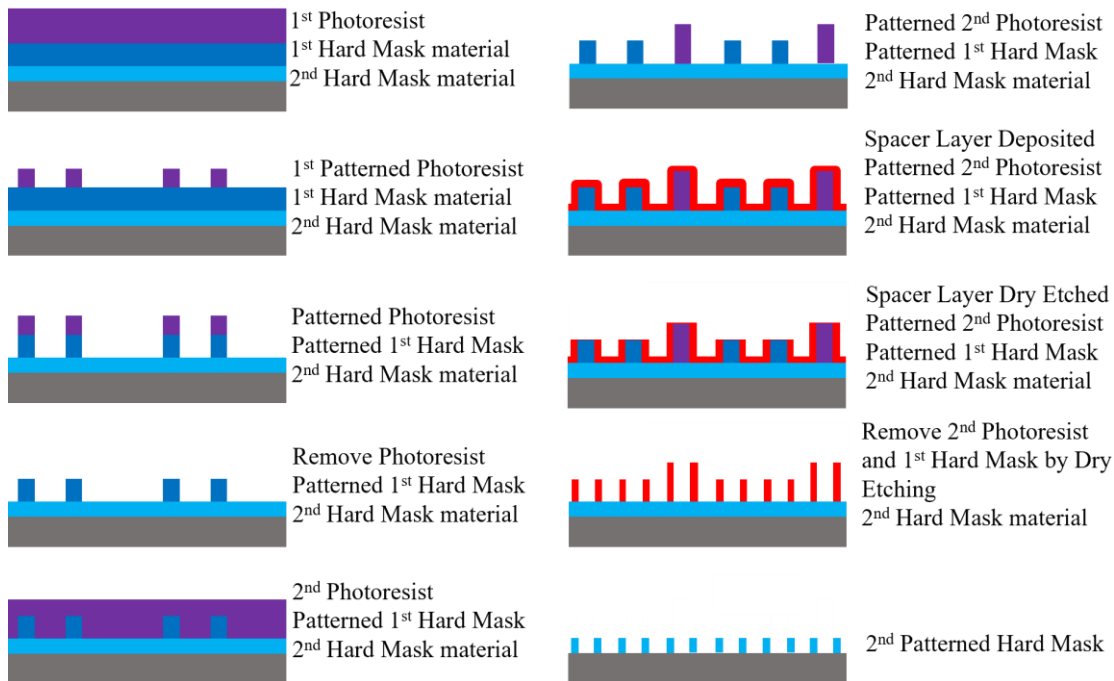 1st Photoresist
1st Hard Mask material
2nd Hard Mask material
1st Patterned Photoresist
1st Hard Mask material
2nd Hard Mask material
Patterned Photoresist
Patterned 1st Hard Mask
2nd Hard Mask material
Remove Photoresist
Patterned 1st Hard Mask
2nd Hard Mask material
2nd Photoresist
Patterned 1st Hard Mask
2nd Hard Mask material
Patterned 2nd Photoresist
Patterned 1st Hard Mask
2nd Hard Mask material
Spacer Layer Deposited
Patterned 2nd Photoresist
Patterned 1st Hard Mask
2nd Hard Mask material
Spacer Layer Dry Etched
Patterned 2nd Photoresist
Patterned 1st Hard Mask
2nd Hard Mask material
Remove 2nd Photoresist
and 1st Hard Mask by Dry
Etching
2nd Hard Mask material
2nd Patterned Hard Mask